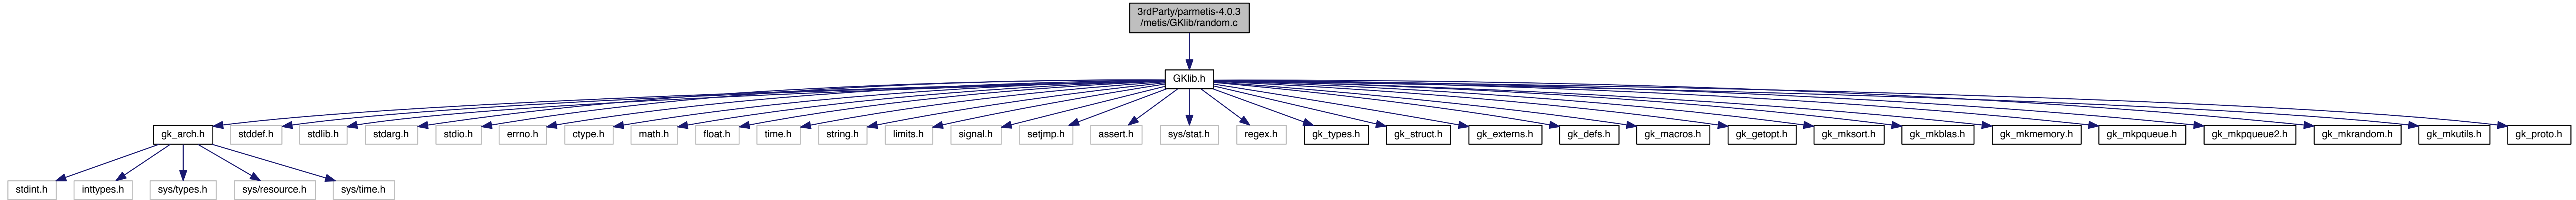 3rdParty/parmetis-4.0.3
/metis/GKlib/random.c
GKlib.h
gk_arch.h
stddef.h
stdlib.h
stdarg.h
stdio.h
errno.h
ctype.h
math.h
float.h
time.h
string.h
limits.h
signal.h
setjmp.h
assert.h
sys/stat.h
regex.h
gk_types.h
gk_struct.h
gk_externs.h
gk_defs.h
gk_macros.h
gk_getopt.h
gk_mksort.h
gk_mkblas.h
gk_mkmemory.h
gk_mkpqueue.h
gk_mkpqueue2.h
gk_mkrandom.h
gk_mkutils.h
gk_proto.h
stdint.h
inttypes.h
sys/types.h
sys/resource.h
sys/time.h